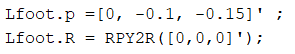 Lfoot.p =[0, -0.1, -0.15]' ;
Lfoot.R = RPY2R([0,0,0]');